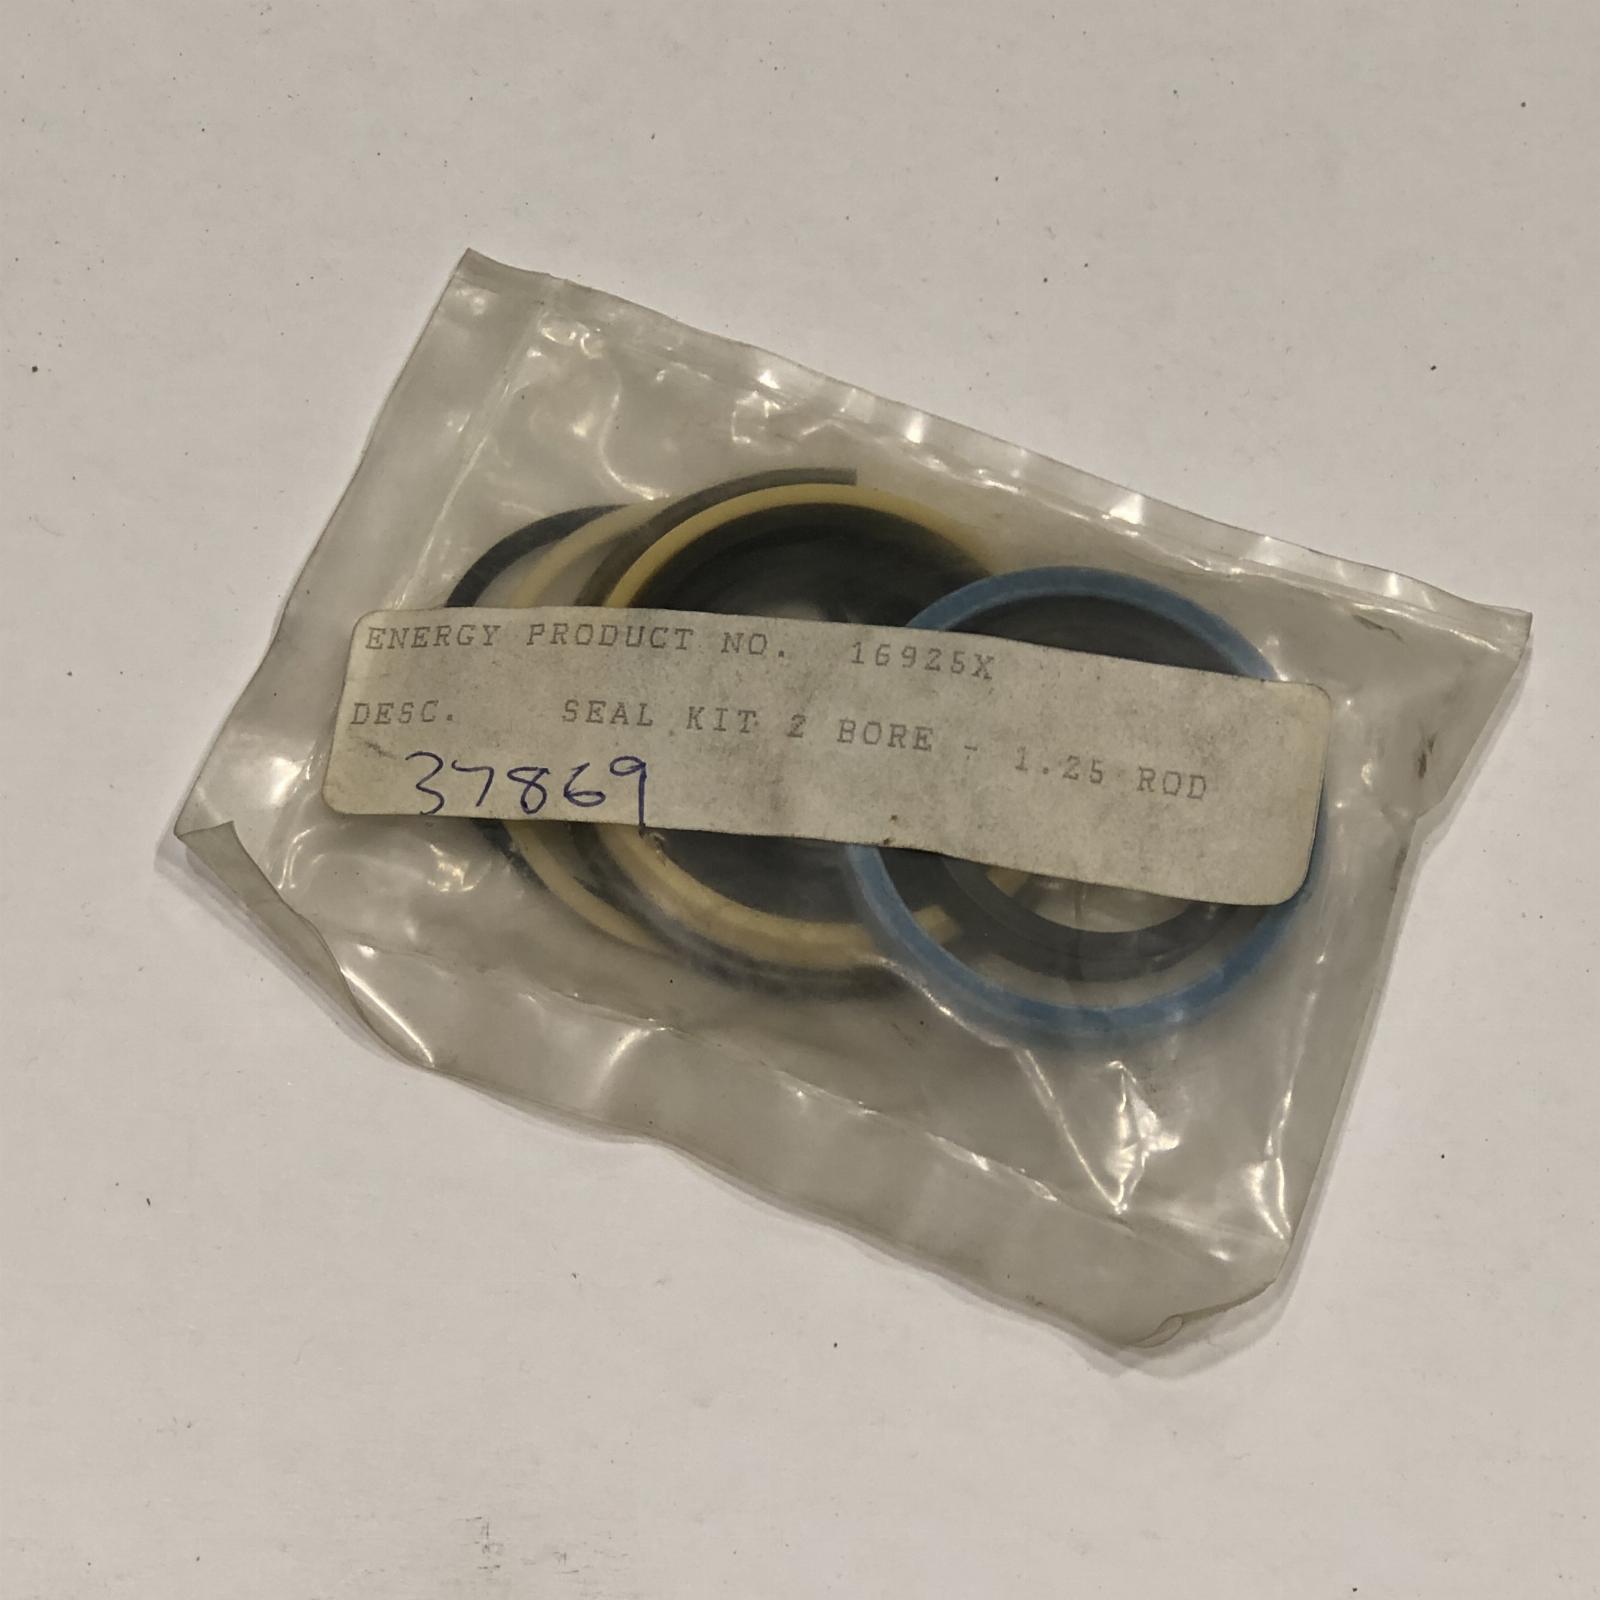 ENERGY PRODUCT NO. 16925X
DESC. SEAL KIT 2 BORE - 1.25 ROD
37869